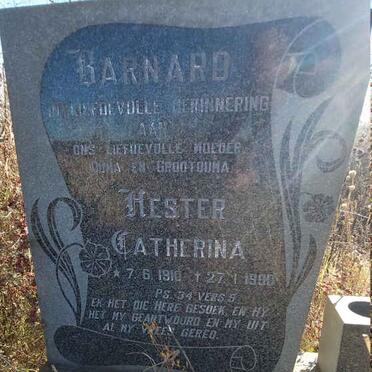 BARNARD
IN LIEFDEVOLLE HERINNERING
AAN
ONS LIEFDEVOLLE MOEDER
OUMA EN GROOTOUMA
HESTER
CATHERINA
* 7.6.1910 ✝ 27.1.1990
PS. 34 VERS 5
EK HET DIE HERE GESOEK, EN HY
HET MY GEANTWOORD EN MY UIT
AL MY VREES GERED.